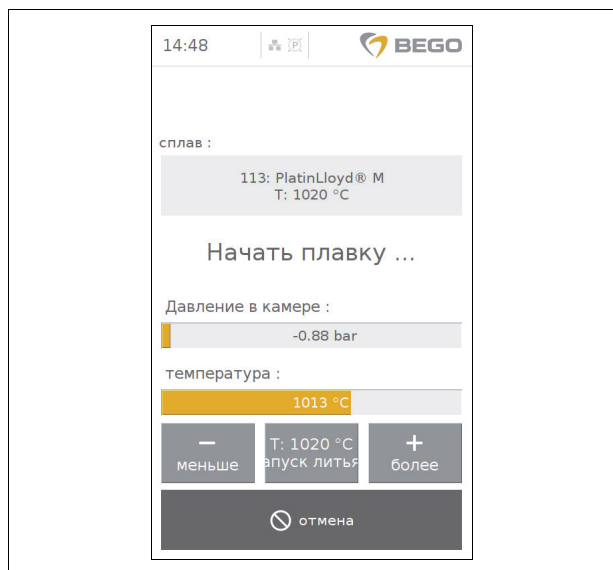 14:48
P
BEGO
сплав :
113: PlatinLloyd® M
T: 1020 °C
Начать плавку ...
Давление в камере :
-0.88 bar
температура :
1013 °C
− меньше
T: 1020 °C
апуск литья
+ более
отмена